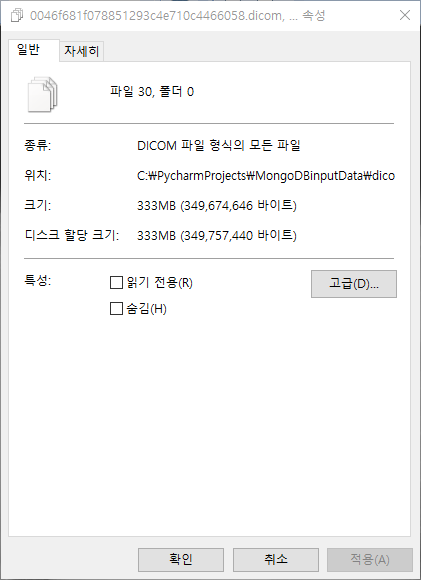 0046f681f078851293c4e710c4466058.dicom, ... 속성
일반 자세히
파일 30, 폴더 0
종류: DICOM 파일 형식의 모든 파일
위치: C:\PycharmProjects\MongoDBinputData\dico
크기: 333MB (349,674,646 바이트)
디스크 할당 크기: 333MB (349,757,440 바이트)
특성: 읽기 전용(R) 고급(D)...
숨김(H)
확인 취소 적용(A)